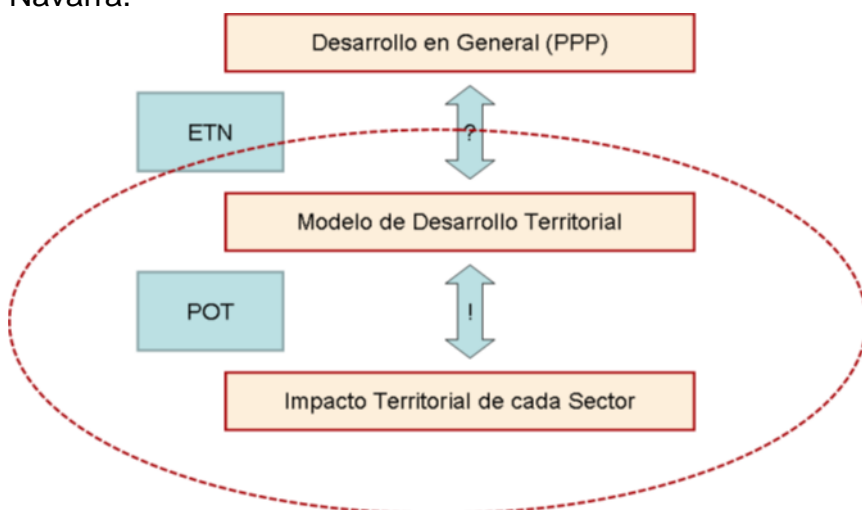 Navarra.
Desarrollo en General (PPP)
ETN
?
Modelo de Desarrollo Territorial
POT
!
Impacto Territorial de cada Sector